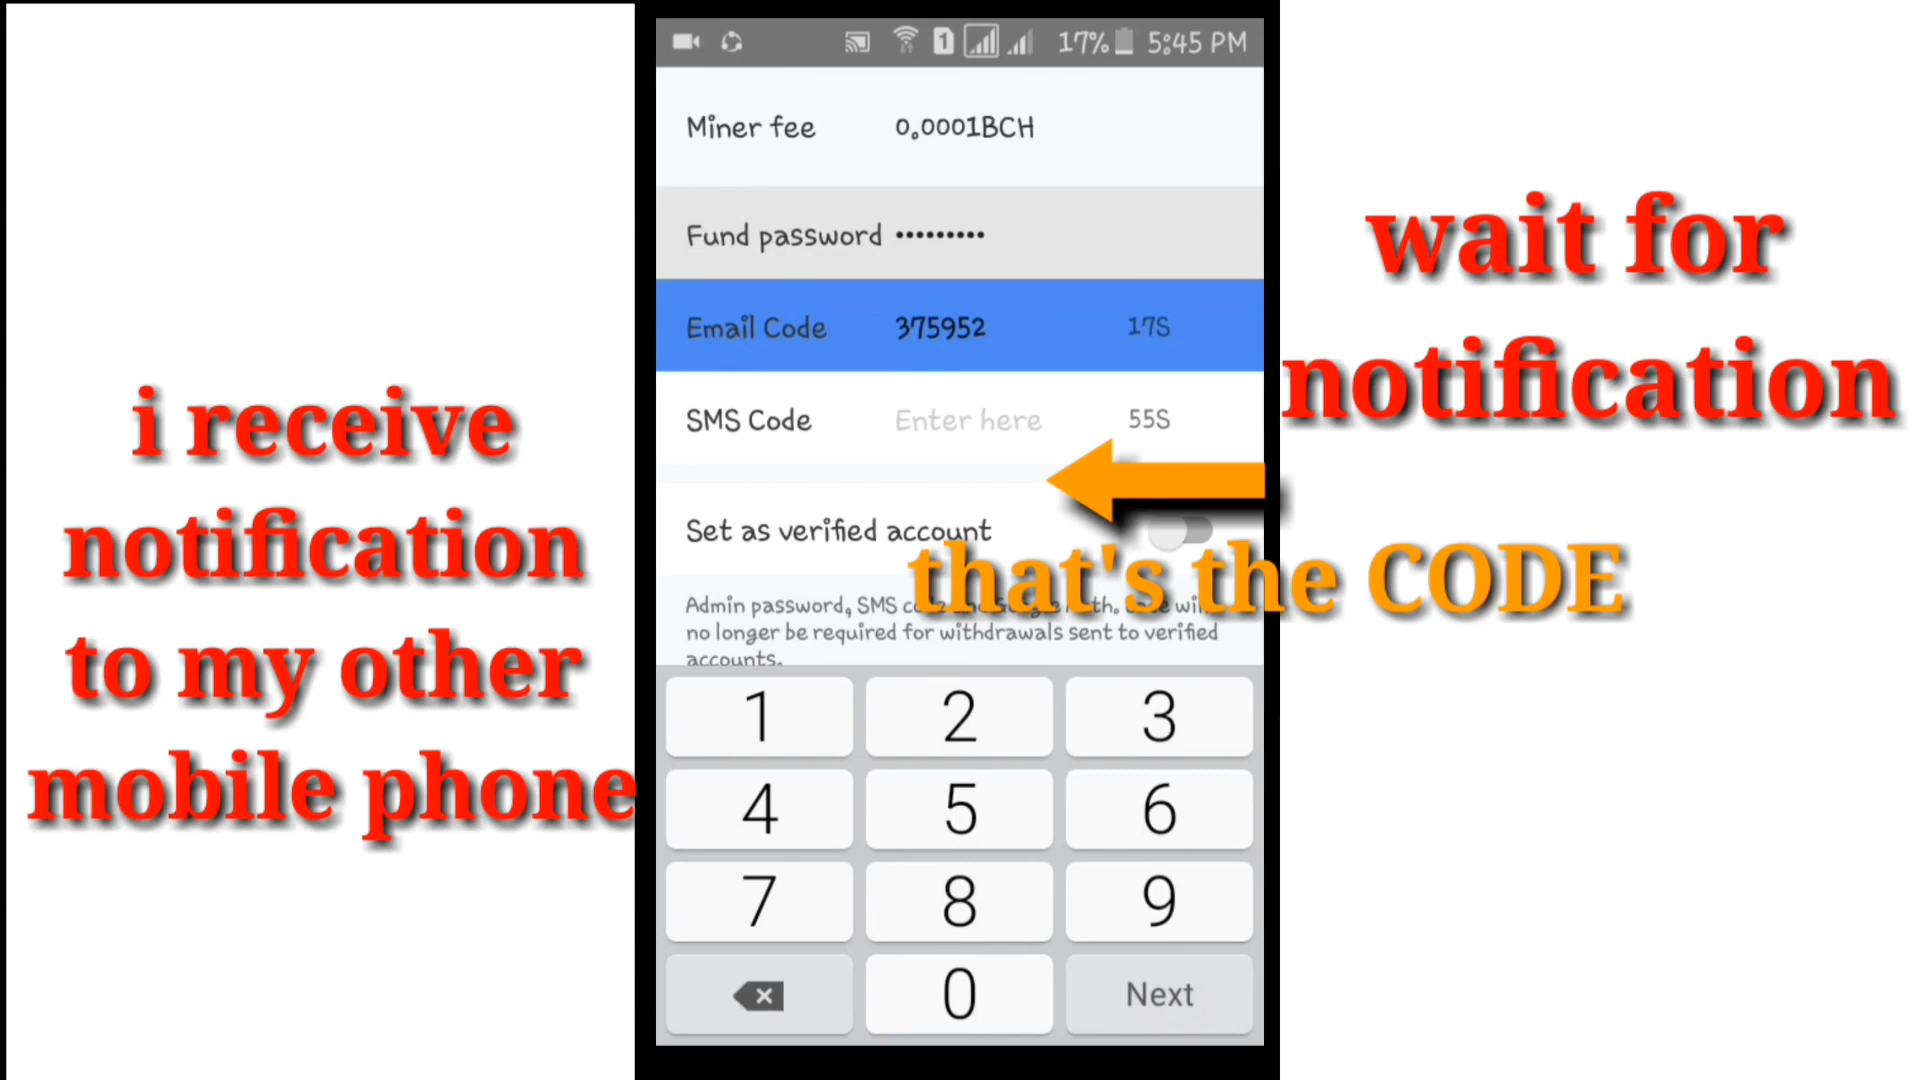 1 17% 5:45 PM
Miner fee 0.0001BCH
Fund password •••••••••
Email Code 375952 17S
SMS Code Enter here 55S
Set as verified account
Admin password, SMS
no longer be required for withdrawals sent to verified
accounts.
1 2 3
4 5 6
7 8 9
0 Next
i receive
notification
to my other
mobile phone
wait for
notification
that's the CODE